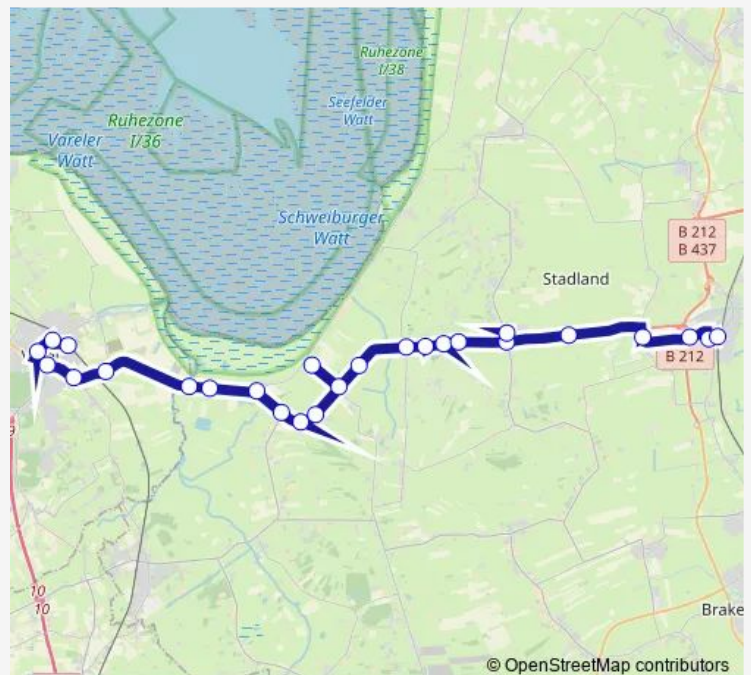 Ruhezone
I/38
Seefelder
Watt
Ruhezone
I/36
Vareler
Watt
Schweiburger
Watt
B 212
B 437
Stadland
B 212
9
10
10
Brake
© OpenStreetMap contributors